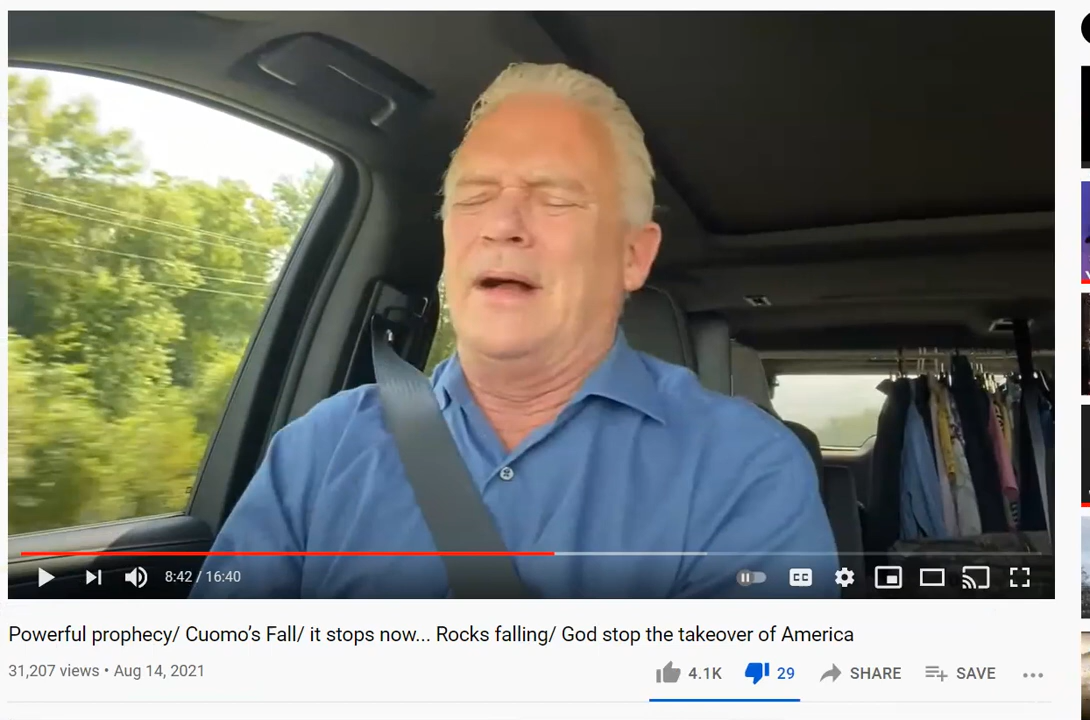 8:42 / 16:40
CC
Powerful prophecy/ Cuomo's Fall/ it stops now... Rocks falling/ God stop the takeover of America
31,207 views • Aug 14, 2021
4.1K 29 SHARE SAVE